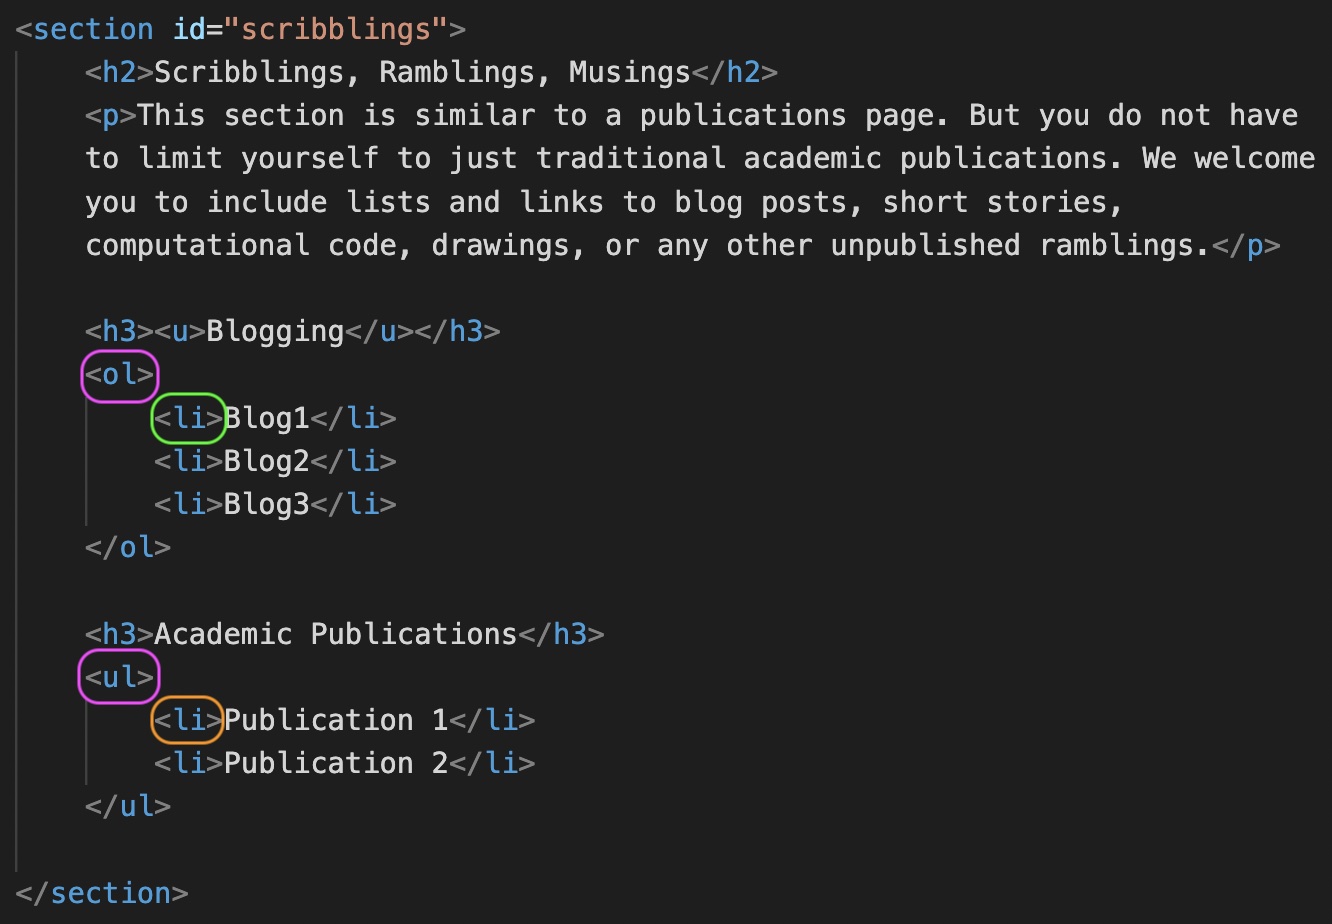 <section id="scribblings">
<h2>Scribblings, Ramblings, Musings</h2>
<p>This section is similar to a publications page. But you do not have
to limit yourself to just traditional academic publications. We welcome
you to include lists and links to blog posts, short stories,
computational code, drawings, or any other unpublished ramblings.</p>
<h3><u>Blogging</u></h3>
<ol>
<li>Blog1</li>
<li>Blog2</li>
<li>Blog3</li>
</ol>
<h3>Academic Publications</h3>
<ul>
<li>Publication 1</li>
<li>Publication 2</li>
</ul>
</section>